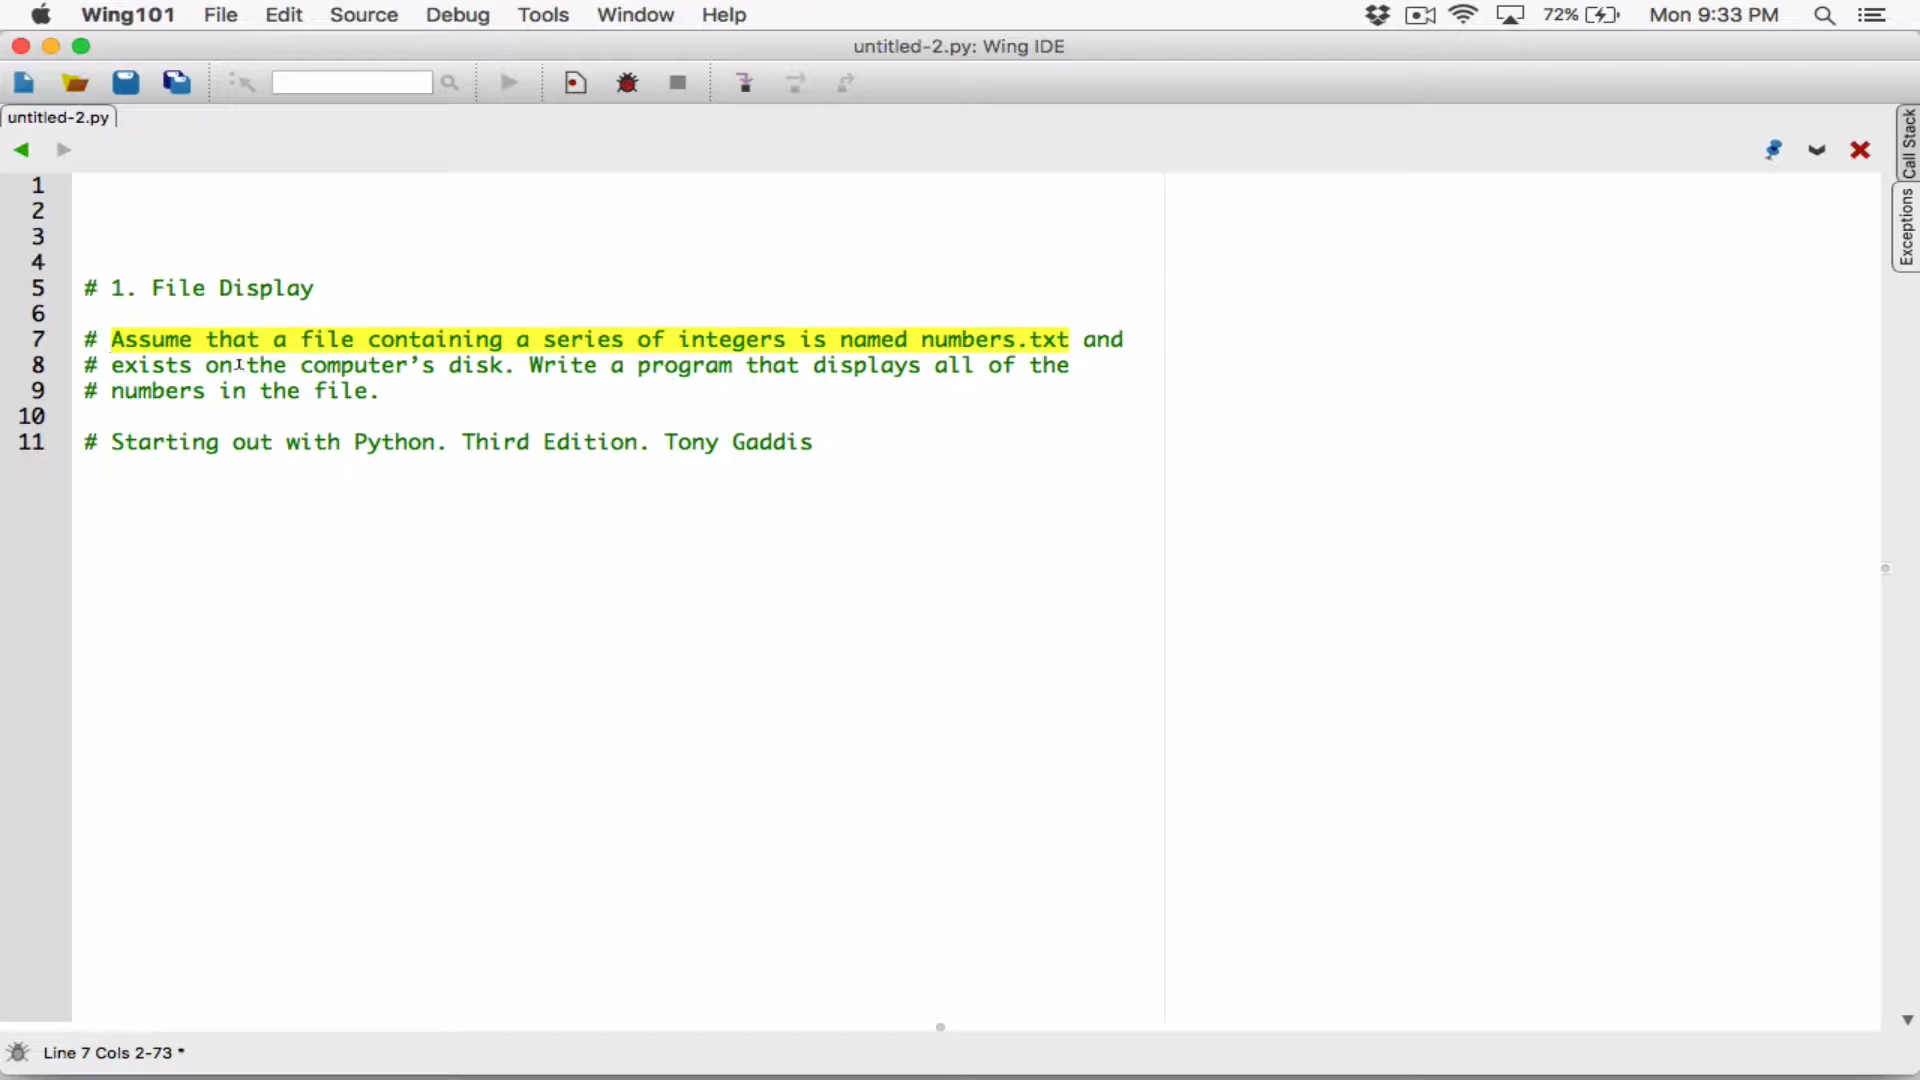 Wing101 File Edit Source Debug Tools Window Help 72% Mon 9:33 PM
untitled-2.py: Wing IDE
untitled-2.py
Call Stack
Exceptions
1
2
3
4
5 # 1. File Display
6
7 # Assume that a file containing a series of integers is named numbers.txt and
8 # exists on the computer’s disk. Write a program that displays all of the
9 # numbers in the file.
10
11 # Starting out with Python. Third Edition. Tony Gaddis
Line 7 Cols 2-73 *